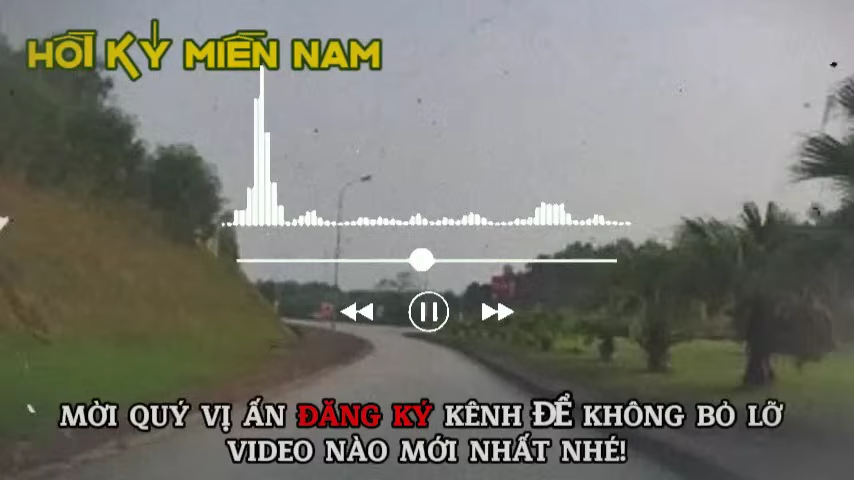 HỒI KÝ MIỀN NAM
MỜI QUÝ VỊ ẤN ĐĂNG KÝ KÊNH ĐỂ KHÔNG BỎ LỠ
VIDEO NÀO MỚI NHẤT NHÉ!